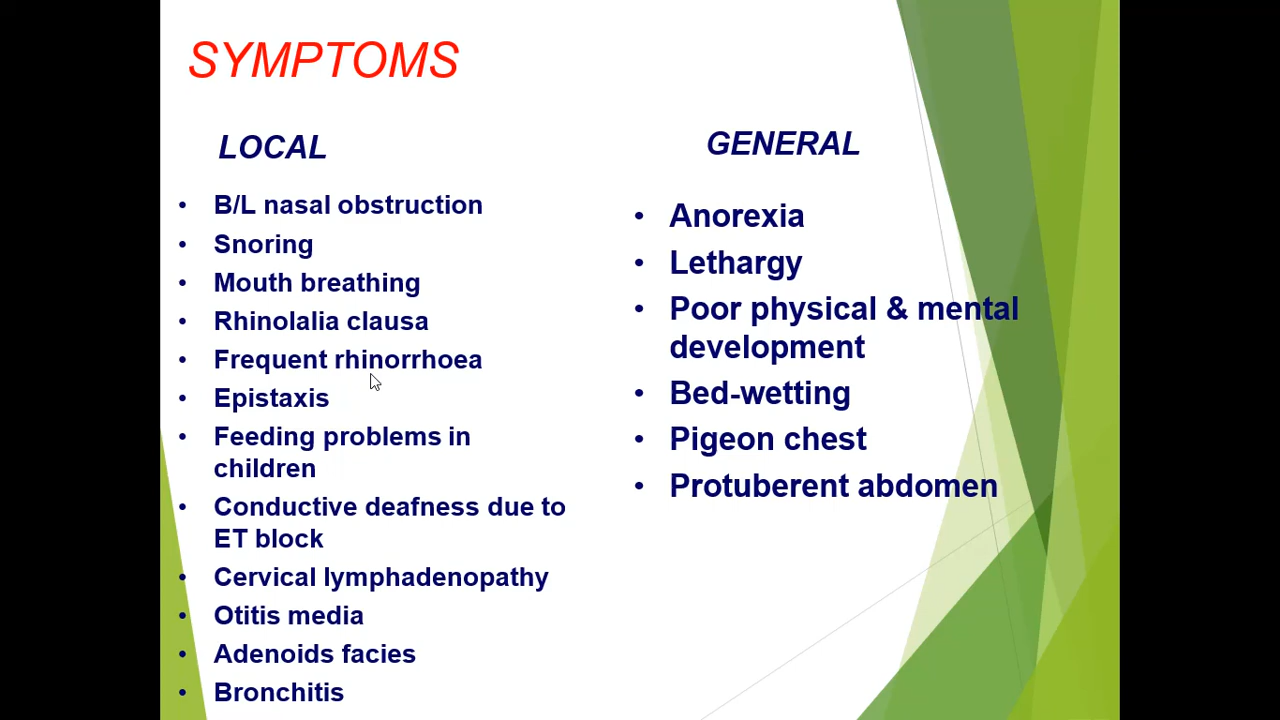 SYMPTOMS
LOCAL
• B/L nasal obstruction
• Snoring
• Mouth breathing
• Rhinolalia clausa
• Frequent rhinorrhoea
• Epistaxis
• Feeding problems in
children
• Conductive deafness due to
ET block
• Cervical lymphadenopathy
• Otitis media
• Adenoids facies
• Bronchitis
GENERAL
• Anorexia
• Lethargy
• Poor physical & mental
development
• Bed-wetting
• Pigeon chest
• Protuberent abdomen